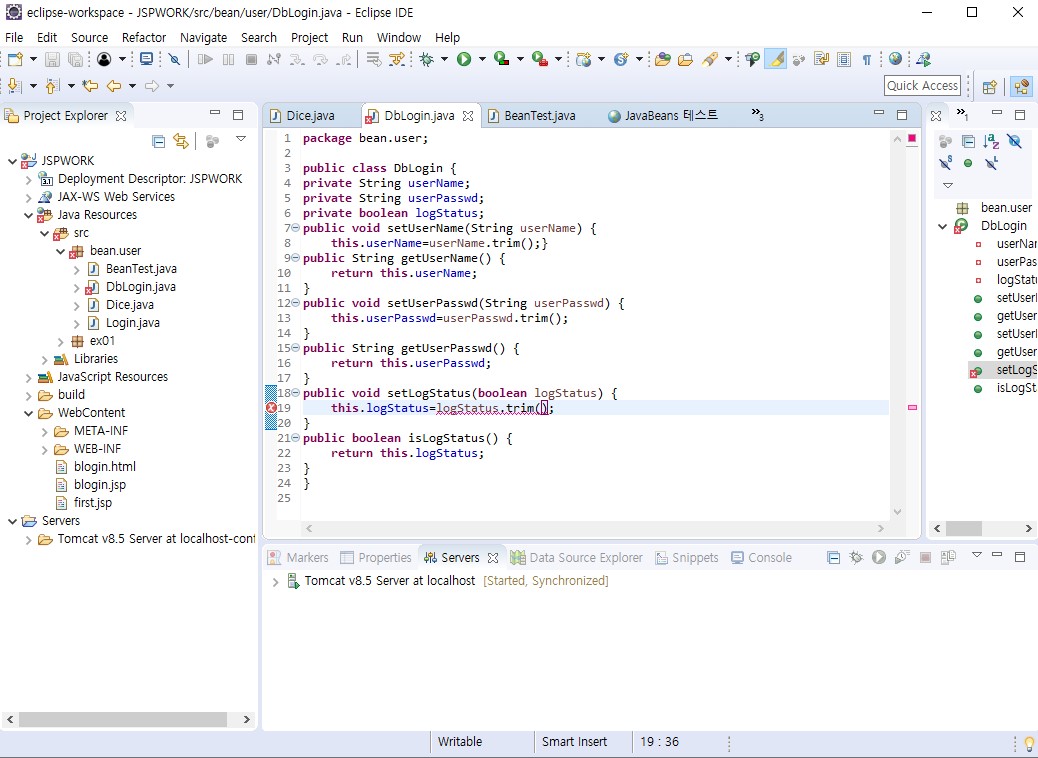 eclipse-workspace - JSPWORK/src/bean/user/DbLogin.java - Eclipse IDE
File Edit Source Refactor Navigate Search Project Run Window Help
Quick Access
Project Explorer
JSPWORK
Deployment Descriptor: JSPWORK
JAX-WS Web Services
Java Resources
src
bean.user
BeanTest.java
DbLogin.java
Dice.java
Login.java
ex01
Libraries
JavaScript Resources
build
WebContent
META-INF
WEB-INF
blogin.html
blogin.jsp
first.jsp
Servers
Tomcat v8.5 Server at localhost-conf
Dice.java DbLogin.java BeanTest.java JavaBeans 테스트 »3
1 package bean.user;
2
3 public class DbLogin {
4 private String userName;
5 private String userPasswd;
6 private boolean logStatus;
7 public void setUserName(String userName) {
8 this.userName=userName.trim();}
9 public String getUserName() {
10 return this.userName;
11 }
12 public void setUserPasswd(String userPasswd) {
13 this.userPasswd=userPasswd.trim();
14 }
15 public String getUserPasswd() {
16 return this.userPasswd;
17 }
18 public void setLogStatus(boolean logStatus) {
19 this.logStatus=logStatus.trim();
20 }
21 public boolean isLogStatus() {
22 return this.logStatus;
23 }
24 }
25
»1
bean.user
DbLogin
userNar
userPas
logStatu
setUserI
getUser
setUserI
getUser
setLogS
isLogSt
Markers Properties Servers Data Source Explorer Snippets Console
Tomcat v8.5 Server at localhost [Started, Synchronized]
Writable Smart Insert 19 : 36